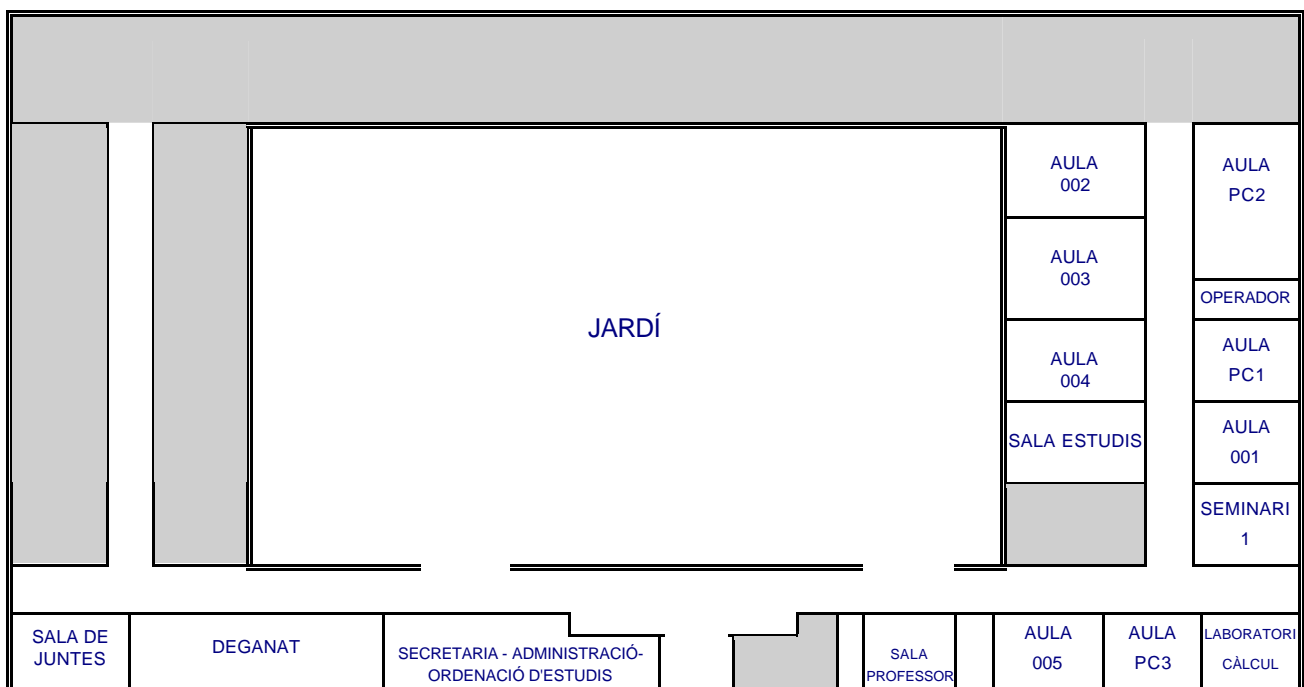 AULA
002
AULA
PC2
AULA
003
OPERADOR
JARDÍ
AULA
004
AULA
PC1
SALA ESTUDIS
AULA
001
SEMINARI
1
SALA DE
JUNTES
DEGANAT
SECRETARIA - ADMINISTRACIÓ-
ORDENACIÓ D'ESTUDIS
SALA
PROFESSOR
AULA
005
AULA
PC3
LABORATORI
CÀLCUL